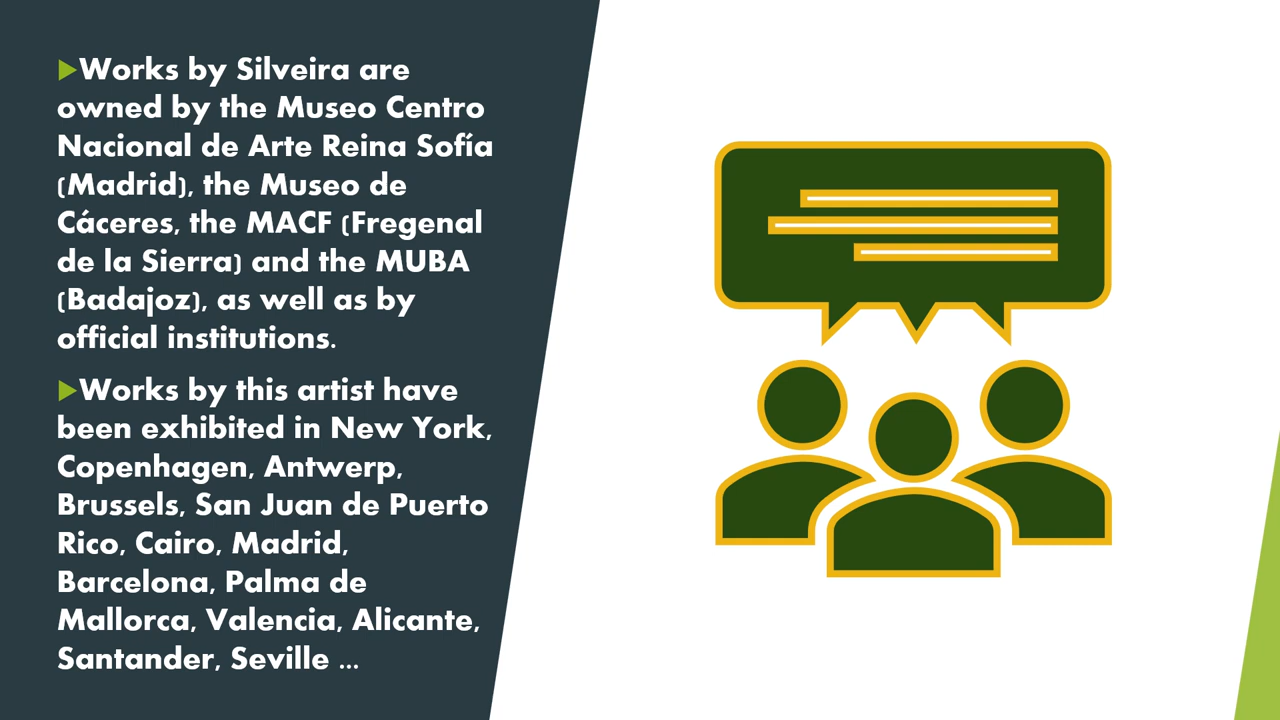 ▶Works by Silveira are
owned by the Museo Centro
Nacional de Arte Reina Sofía
(Madrid), the Museo de
Cáceres, the MACF (Fregenal
de la Sierra) and the MUBA
(Badajoz), as well as by
official institutions.
▶Works by this artist have
been exhibited in New York,
Copenhagen, Antwerp,
Brussels, San Juan de Puerto
Rico, Cairo, Madrid,
Barcelona, Palma de
Mallorca, Valencia, Alicante,
Santander, Seville ...